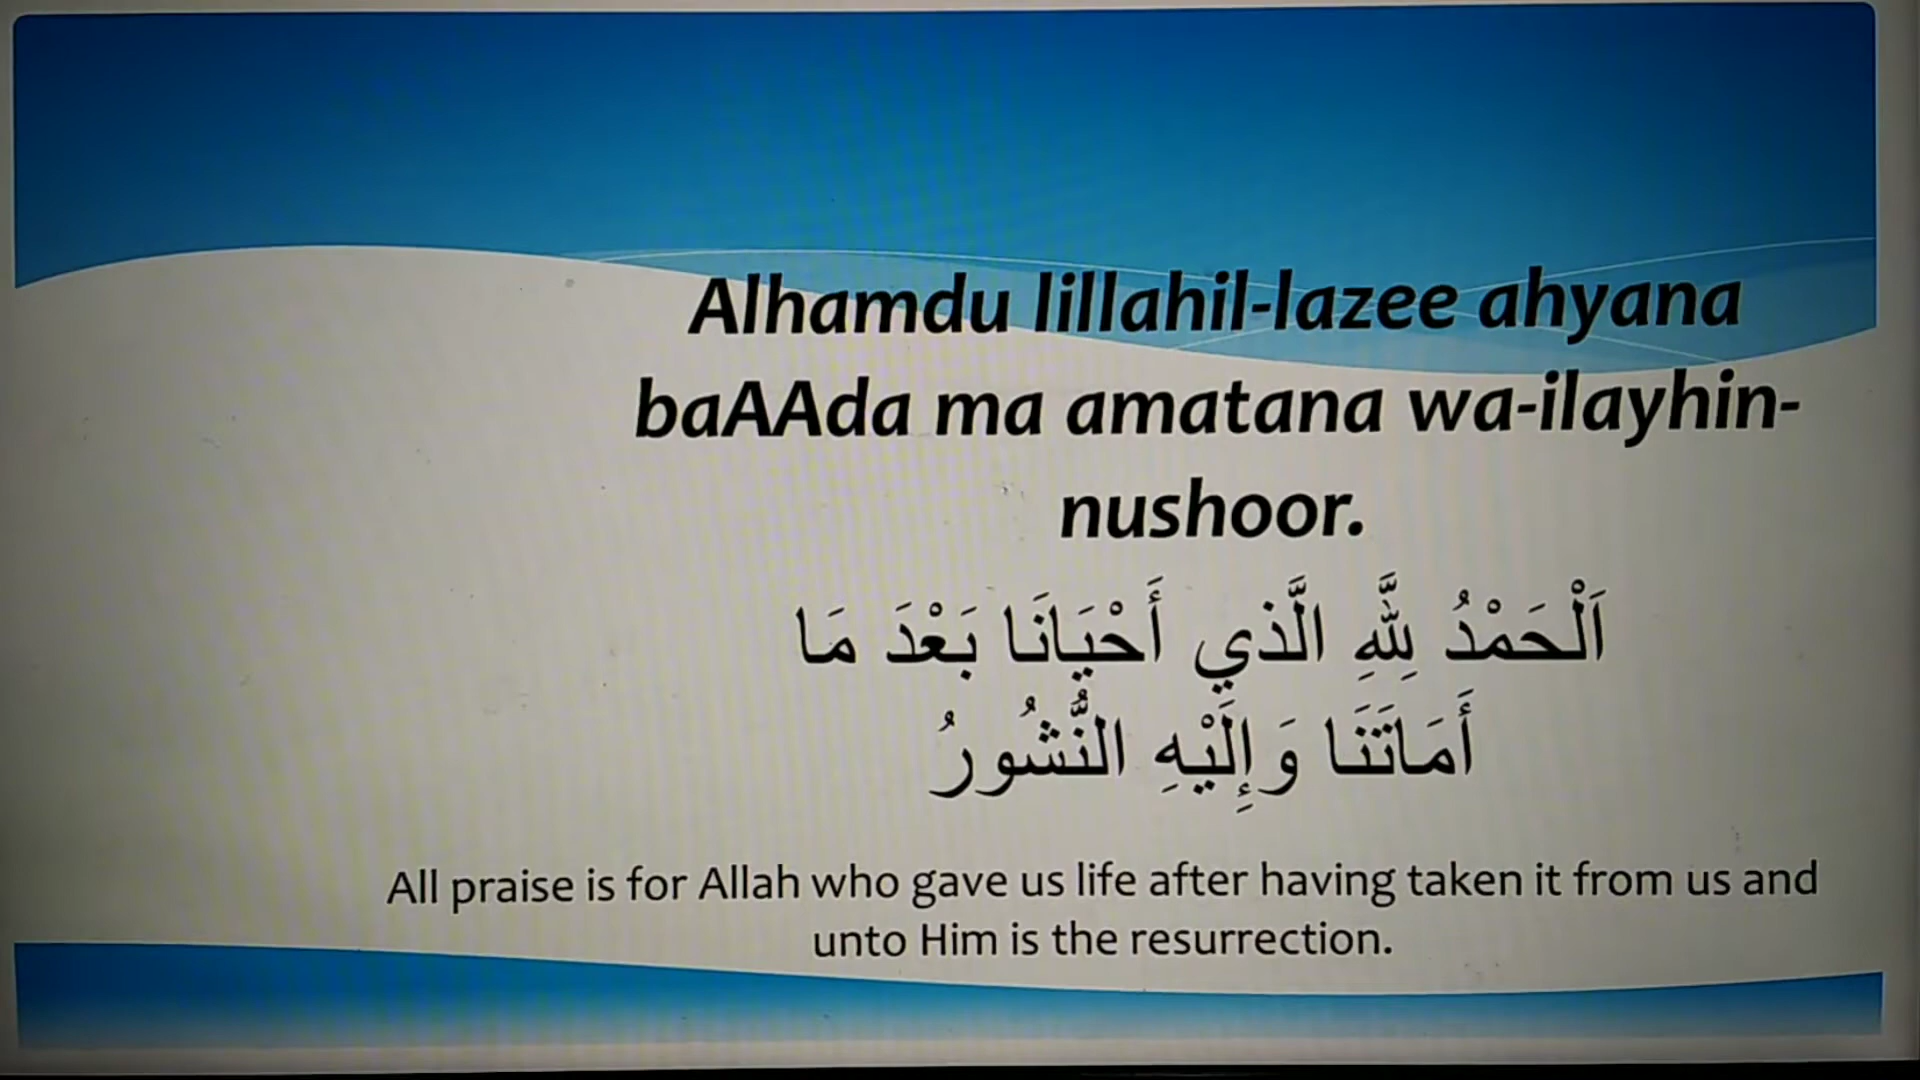 Alhamdu lillahil-lazee ahyana
baAAda ma amatana wa-ilayhin-
nushoor.
اَلْحَمْدُ لِلَّهِ الَّذِي أَحْيَانَا بَعْدَ مَا
أَمَاتَنَا وَإِلَيْهِ النُّشُورُ
All praise is for Allah who gave us life after having taken it from us and
unto Him is the resurrection.